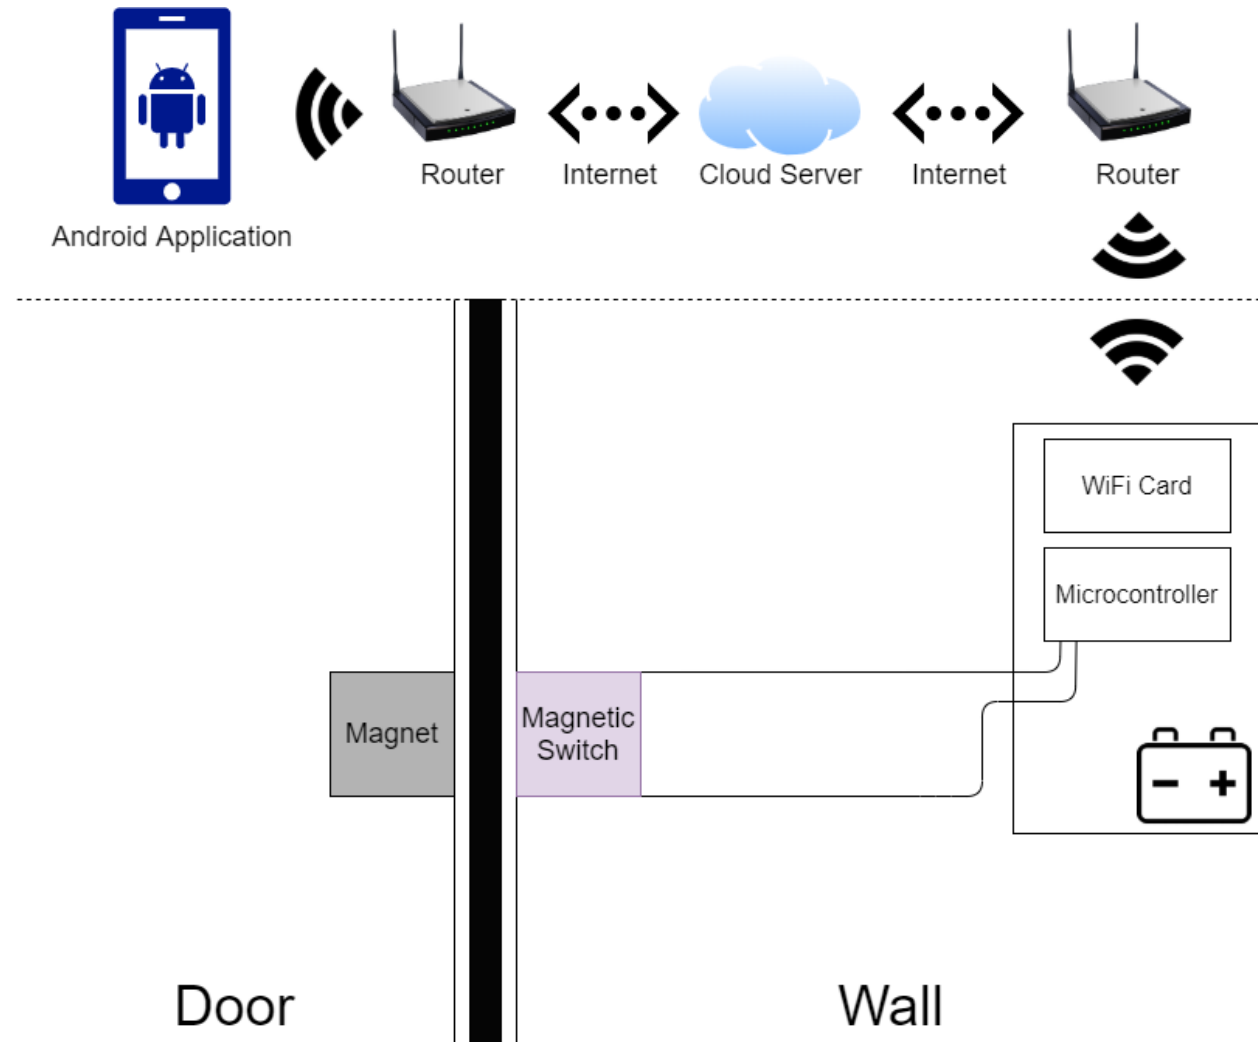 Router
Internet
Cloud Server
Internet
Router
Android Application
WiFi Card
Microcontroller
Magnet
Magnetic
Switch
Door
Wall